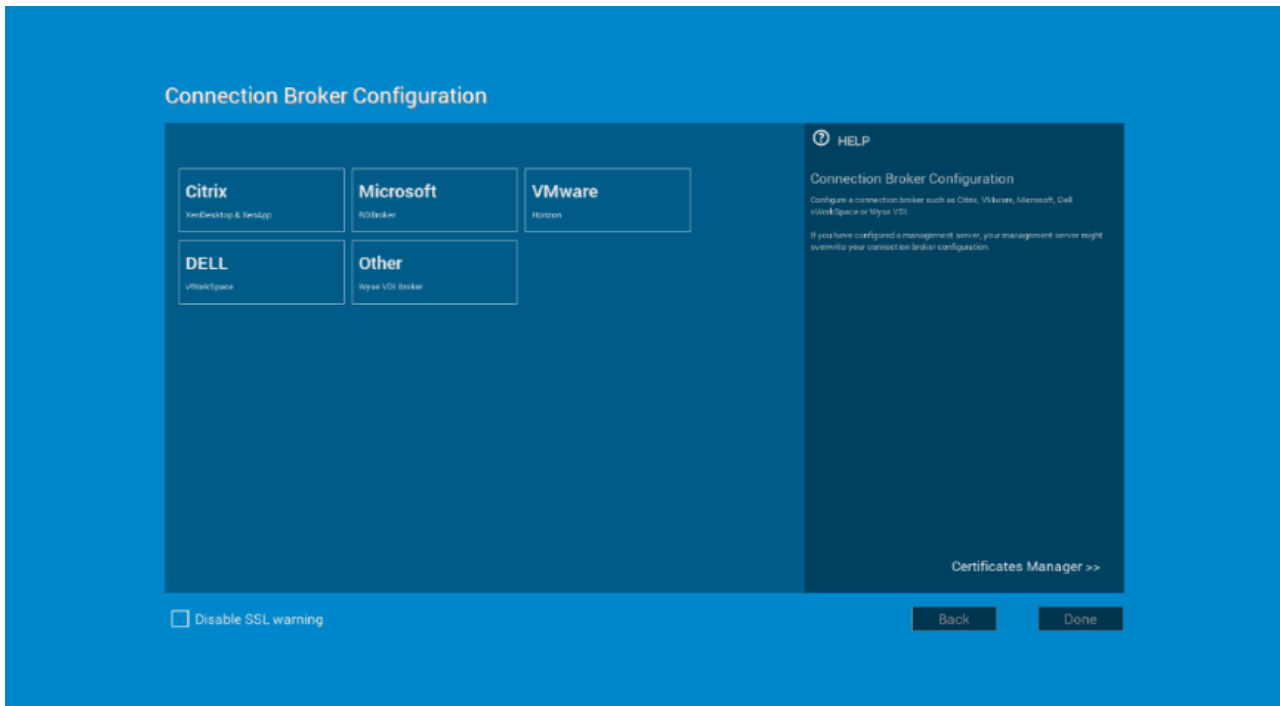 Connection Broker Configuration
HELP
Citrix
XenDesktop & XenApp
Microsoft
RDBroker
VMware
Horizon
DELL
vWorkSpace
Other
Wyse VDI Broker
Connection Broker Configuration
Configure a connection broker such as Citrix, VMware, Microsoft, Dell
vWorkSpace or Wyse VDI.
If you have configured a management server, your management server might
overwrite your connection broker configuration.
Certificates Manager >>
Disable SSL warning
Back
Done